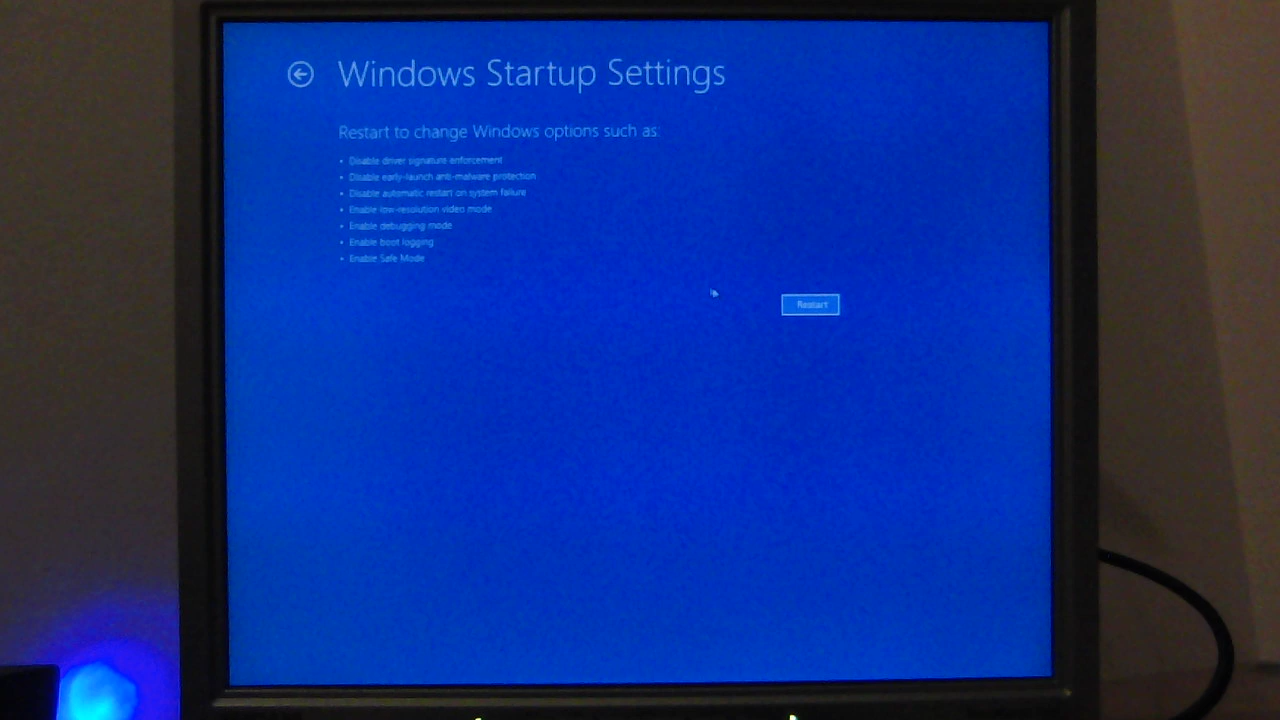 Windows Startup Settings
Restart to change Windows options such as:
• Disable driver signature enforcement
• Disable early-launch anti-malware protection
• Disable automatic restart on system failure
• Enable low-resolution video mode
• Enable debugging mode
• Enable boot logging
• Enable Safe Mode
Restart